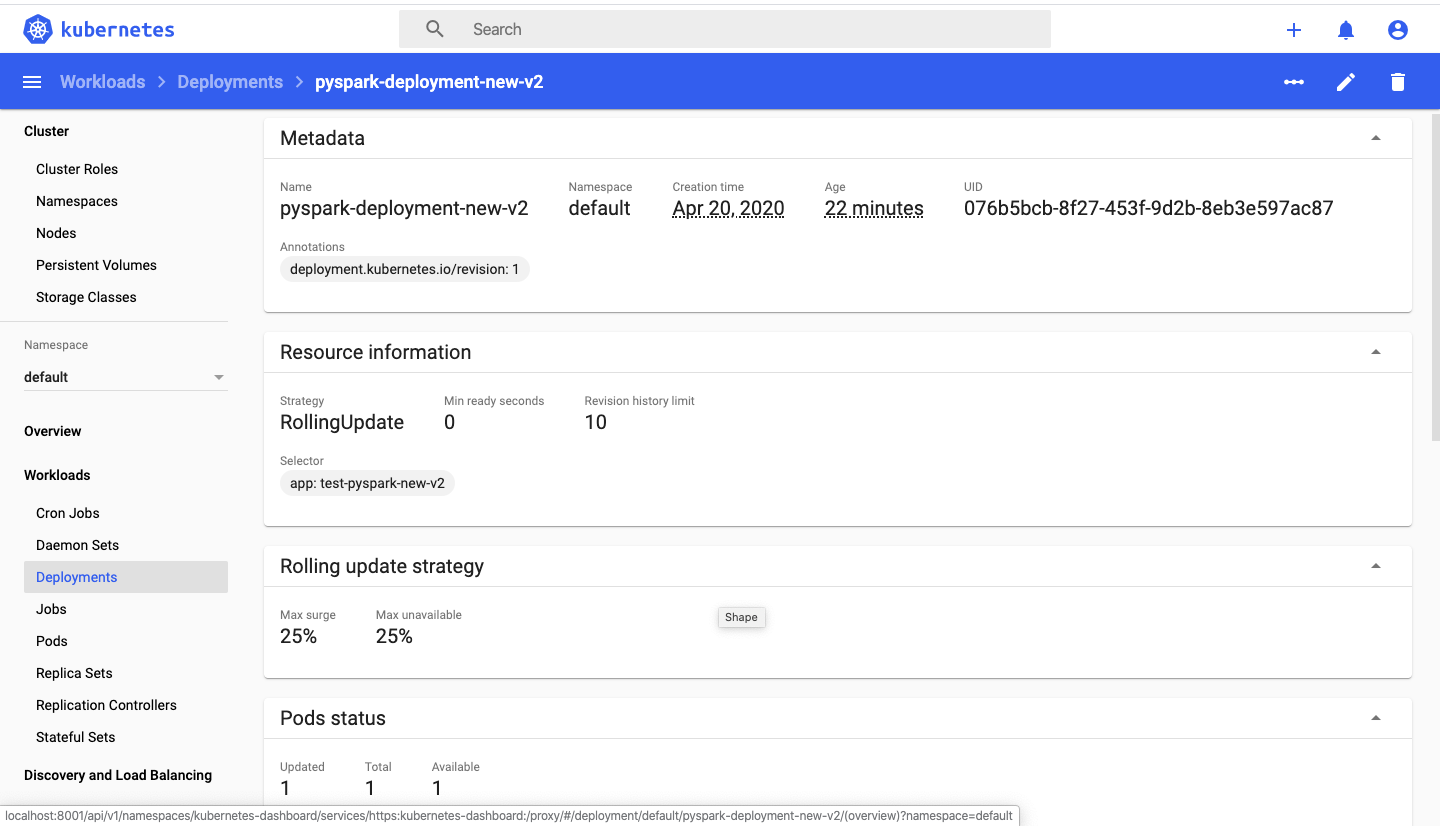 kubernetes
Search
Workloads > Deployments > pyspark-deployment-new-v2
Cluster
Cluster Roles
Namespaces
Nodes
Persistent Volumes
Storage Classes
Namespace
default
Overview
Workloads
Cron Jobs
Daemon Sets
Deployments
Jobs
Pods
Replica Sets
Replication Controllers
Stateful Sets
Discovery and Load Balancing
Metadata
Name Namespace Creation time Age UID
pyspark-deployment-new-v2 default Apr 20, 2020 22 minutes 076b5bcb-8f27-453f-9d2b-8eb3e597ac87
Annotations
deployment.kubernetes.io/revision: 1
Resource information
Strategy Min ready seconds Revision history limit
RollingUpdate 0 10
Selector
app: test-pyspark-new-v2
Rolling update strategy
Max surge Max unavailable
25% 25%
Shape
Pods status
Updated Total Available
1 1 1
localhost:8001/api/v1/namespaces/kubernetes-dashboard/services/https:kubernetes-dashboard:/proxy/#/deployment/default/pyspark-deployment-new-v2/(overview)?namespace=default